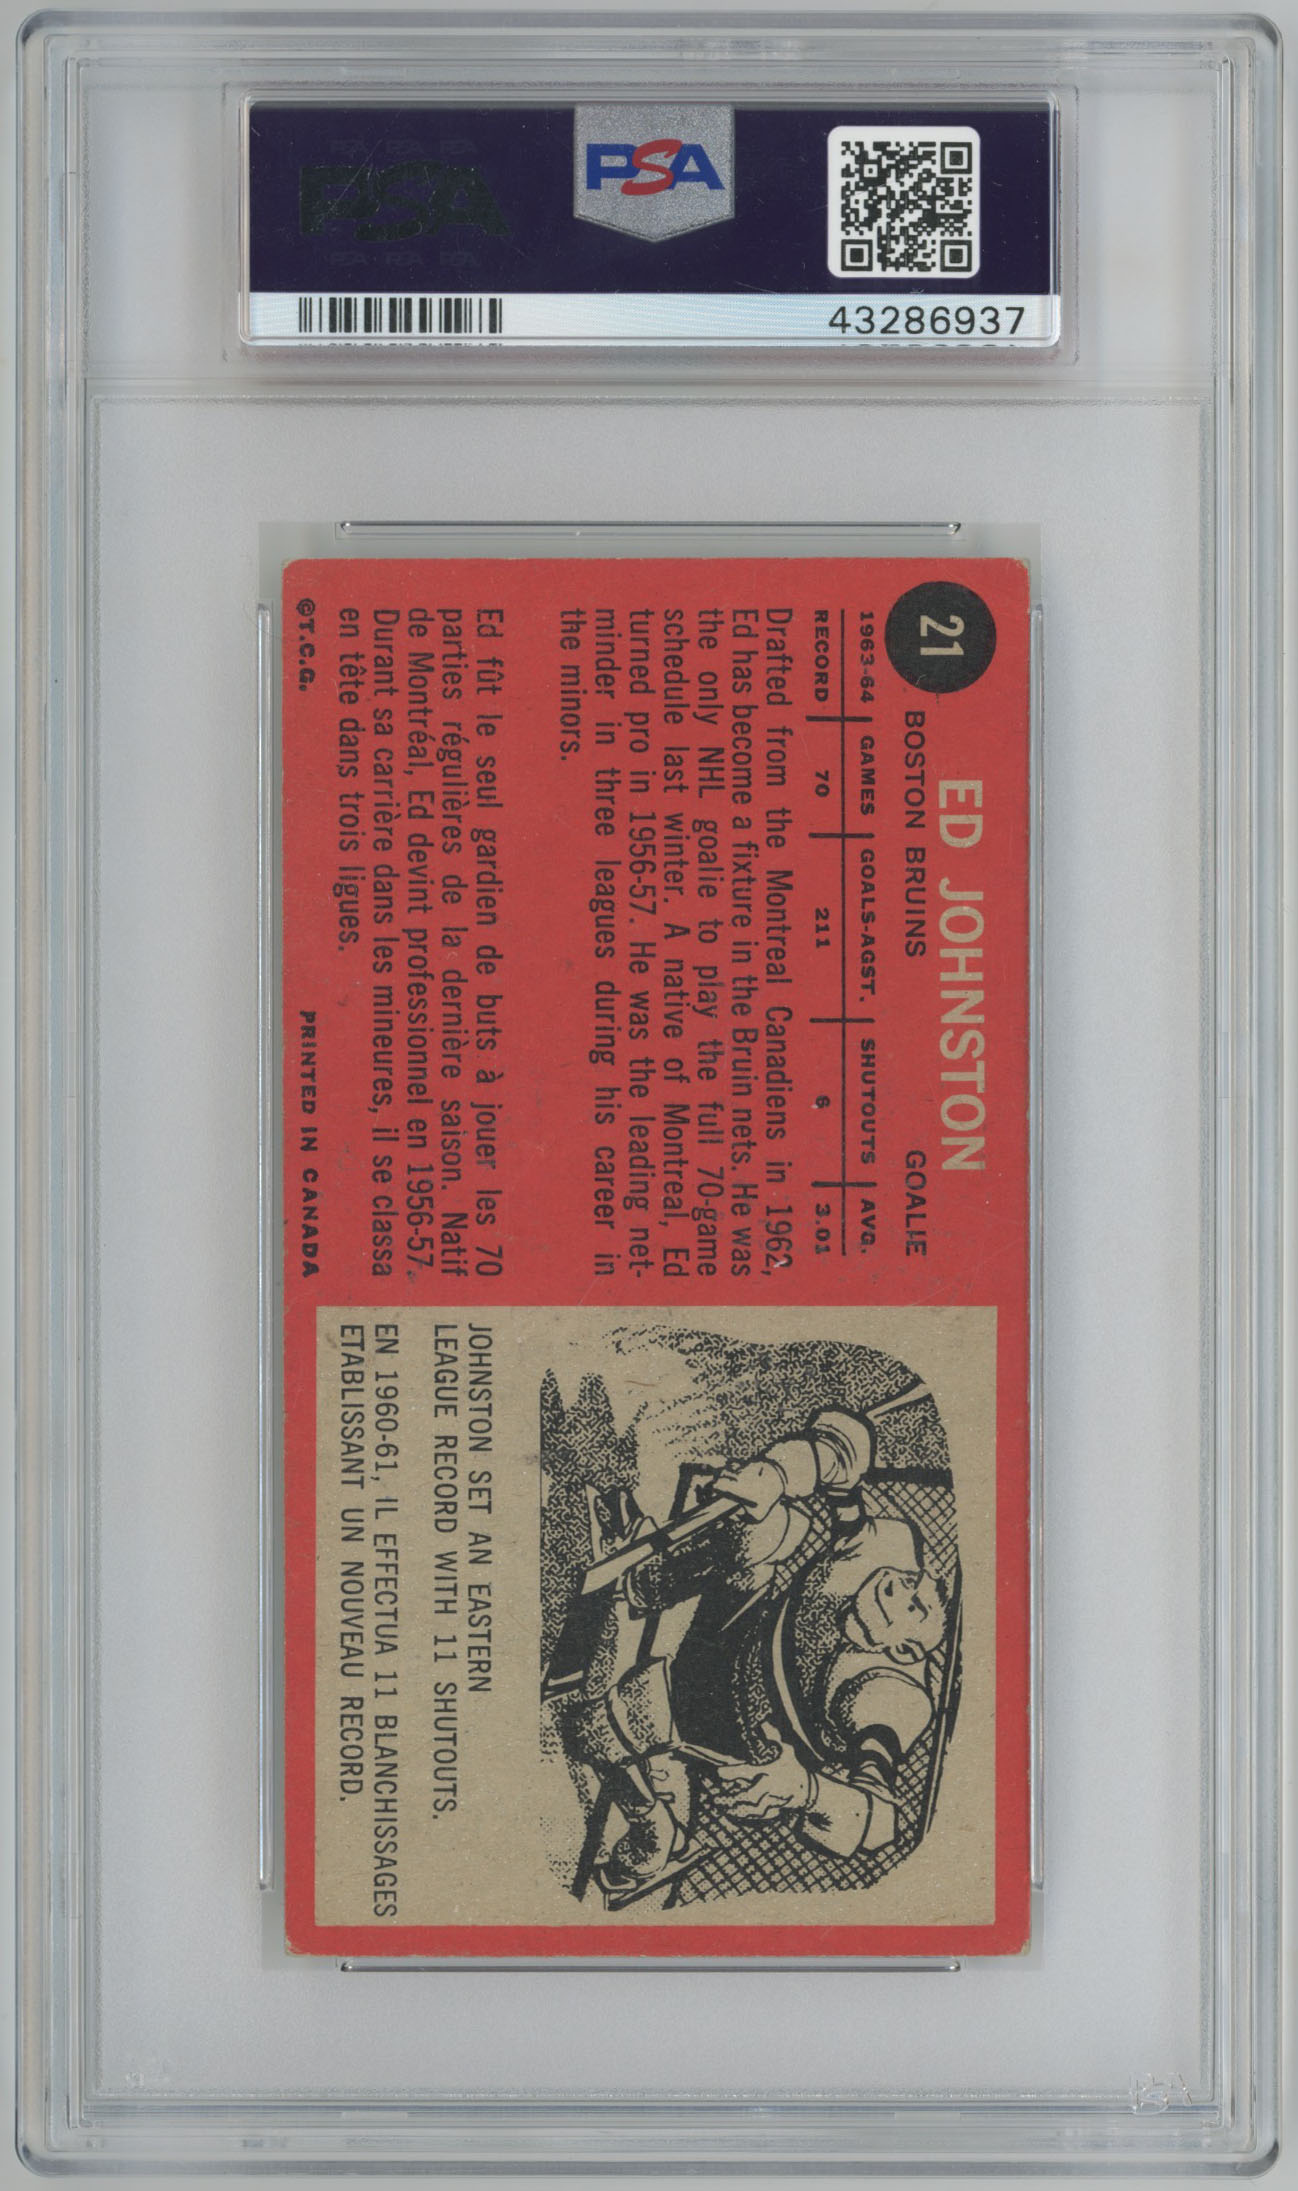 PSA
PSA
43286937
21
ED JOHNSTON
BOSTON BRUINS GOALIE
1963-64 GAMES GOALS-AGST. SHUTOUTS AVG.
RECORD 70 211 6 3.01
Drafted from the Montreal Canadiens in 1962,
Ed has become a fixture in the Bruin nets. He was
the only NHL goalie to play the full 70-game
schedule last winter. A native of Montreal, Ed
turned pro in 1956-57. He was the leading net-
minder in three leagues during his career in
the minors.
Ed fût le seul gardien de buts à jouer les 70
parties régulières de la dernière saison. Natif
de Montréal, Ed devint professionnel en 1956-57.
Durant sa carrière dans les mineures, il se classa
en tête dans trois ligues.
©T.C.G. PRINTED IN CANADA
JOHNSTON SET AN EASTERN
LEAGUE RECORD WITH 11 SHUTOUTS.
EN 1960-61, IL EFFECTUA 11 BLANCHISSAGES
ETABLISSANT UN NOUVEAU RECORD.
PSA